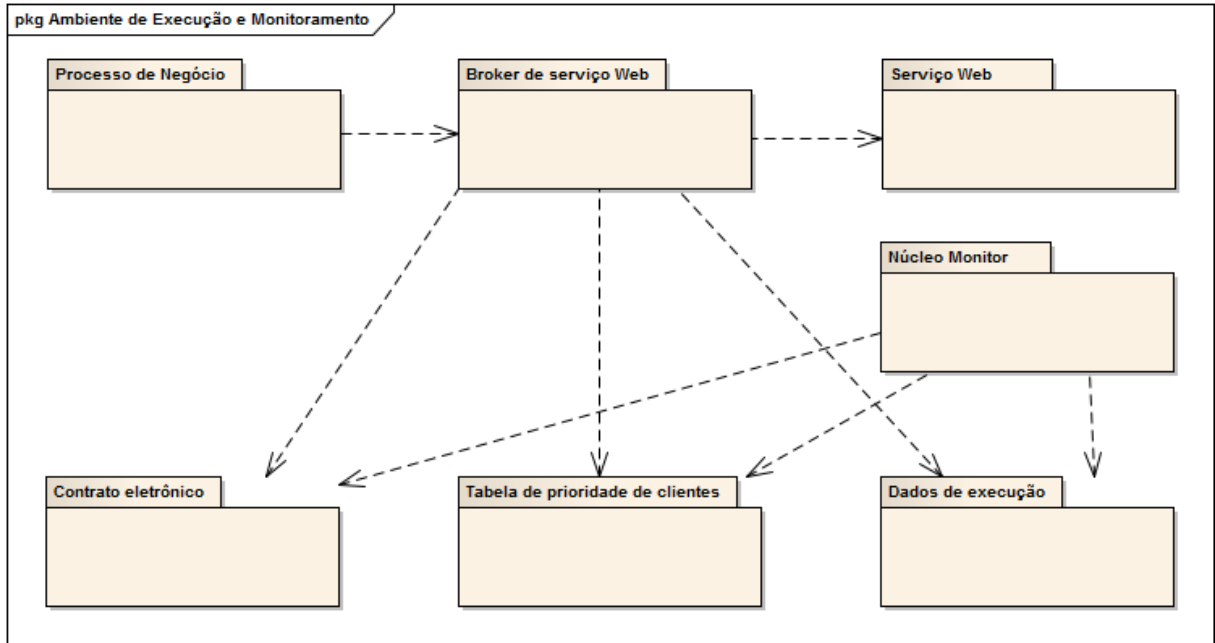 pkg Ambiente de Execução e Monitoramento
Processo de Negócio
Broker de serviço Web
Serviço Web
Núcleo Monitor
Contrato eletrônico
Tabela de prioridade de clientes
Dados de execução